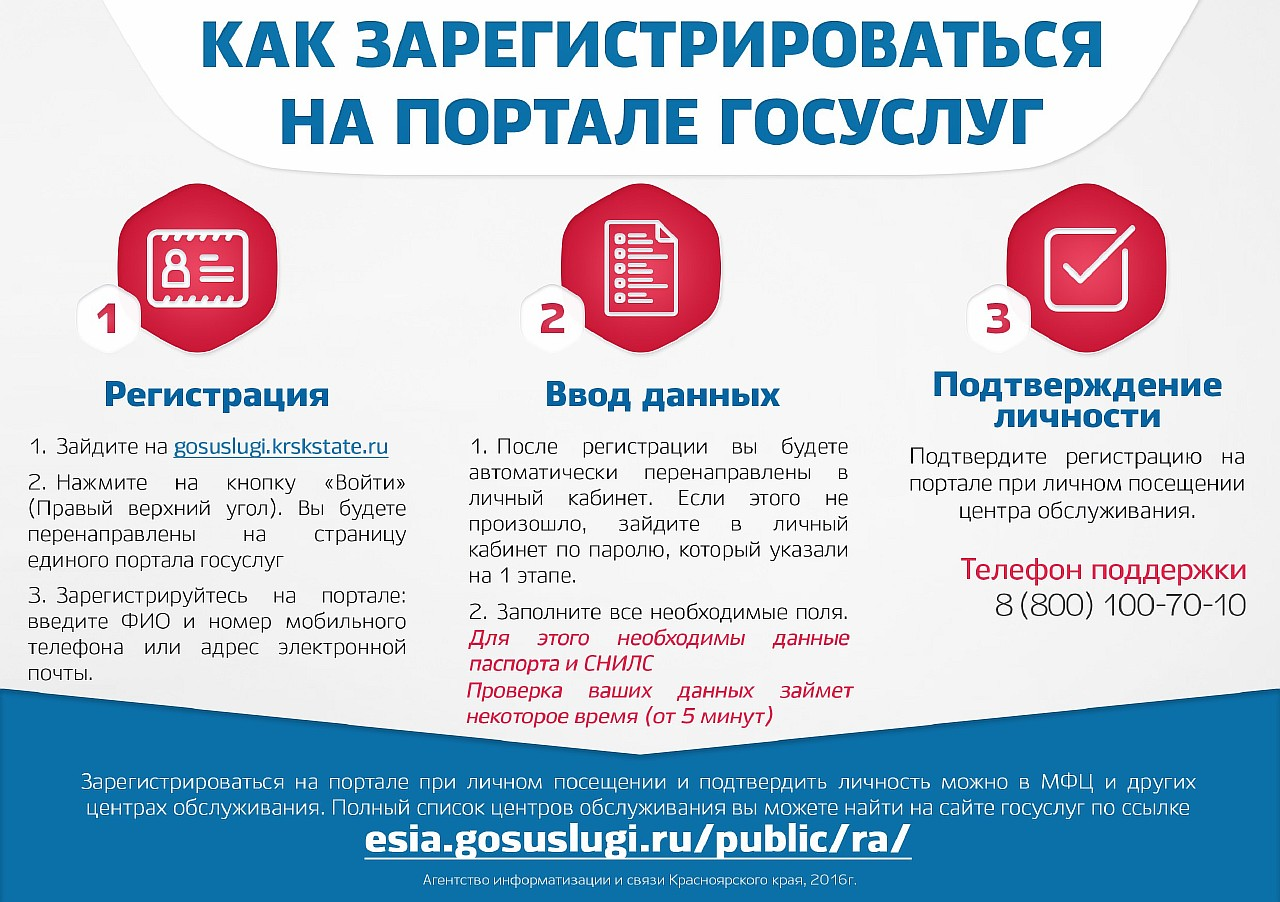 КАК ЗАРЕГИСТРИРОВАТЬСЯ
НА ПОРТАЛЕ ГОСУСЛУГ
1
Регистрация
1. Зайдите на gosuslugi.krskstate.ru
2. Нажмите на кнопку «Войти»
(Правый верхний угол). Вы будете
перенаправлены на страницу
единого портала госуслуг
3. Зарегистрируйтесь на портале:
введите ФИО и номер мобильного
телефона или адрес электронной
почты.
2
Ввод данных
1. После регистрации вы будете
автоматически перенаправлены в
личный кабинет. Если этого не
произошло, зайдите в личный
кабинет по паролю, который указали
на 1 этапе.
2. Заполните все необходимые поля.
Для этого необходимы данные
паспорта и СНИЛС
Проверка ваших данных займет
некоторое время (от 5 минут)
3
Подтверждение
личности
Подтвердите регистрацию на
портале при личном посещении
центра обслуживания.
Телефон поддержки
8 (800) 100-70-10
Зарегистрироваться на портале при личном посещении и подтвердить личность можно в МФЦ и других
центрах обслуживания. Полный список центров обслуживания вы можете найти на сайте госуслуг по ссылке
esia.gosuslugi.ru/public/ra/
Агентство информатизации и связи Красноярского края, 2016г.